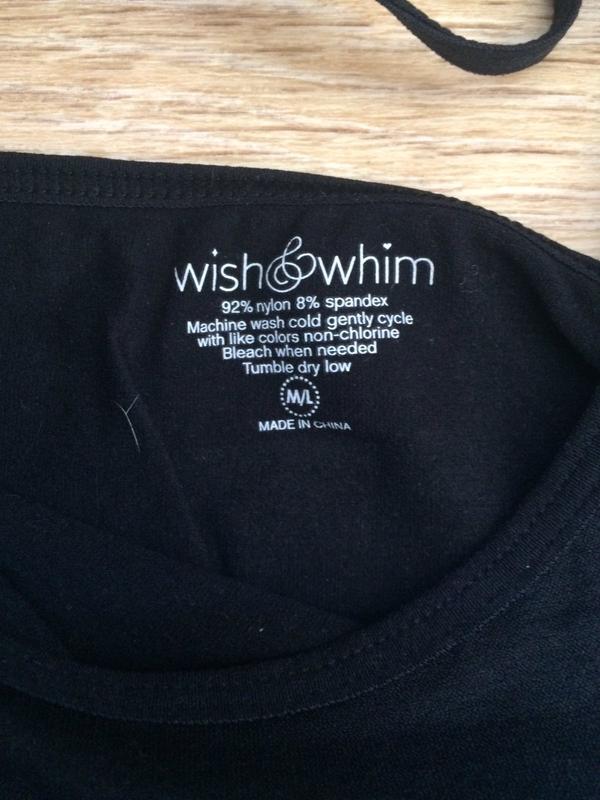 wish&whim
92% nylon 8% spandex
Machine wash cold gently cycle
with like colors non-chlorine
Bleach when needed
Tumble dry low
M/L
MADE IN CHINA